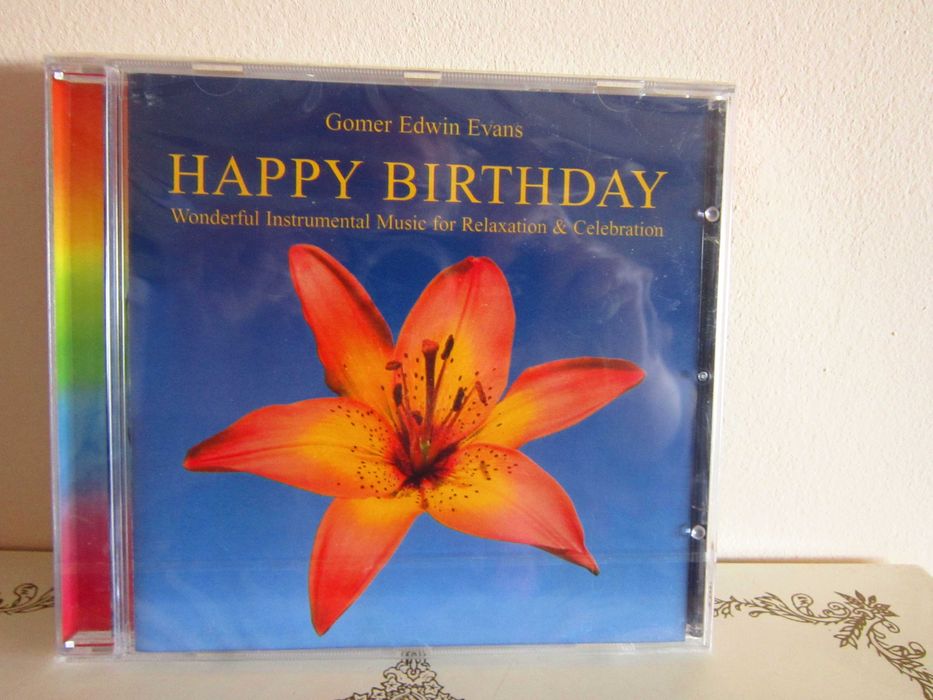 Gomer Edwin Evans
HAPPY BIRTHDAY
Wonderful Instrumental Music for Relaxation & Celebration